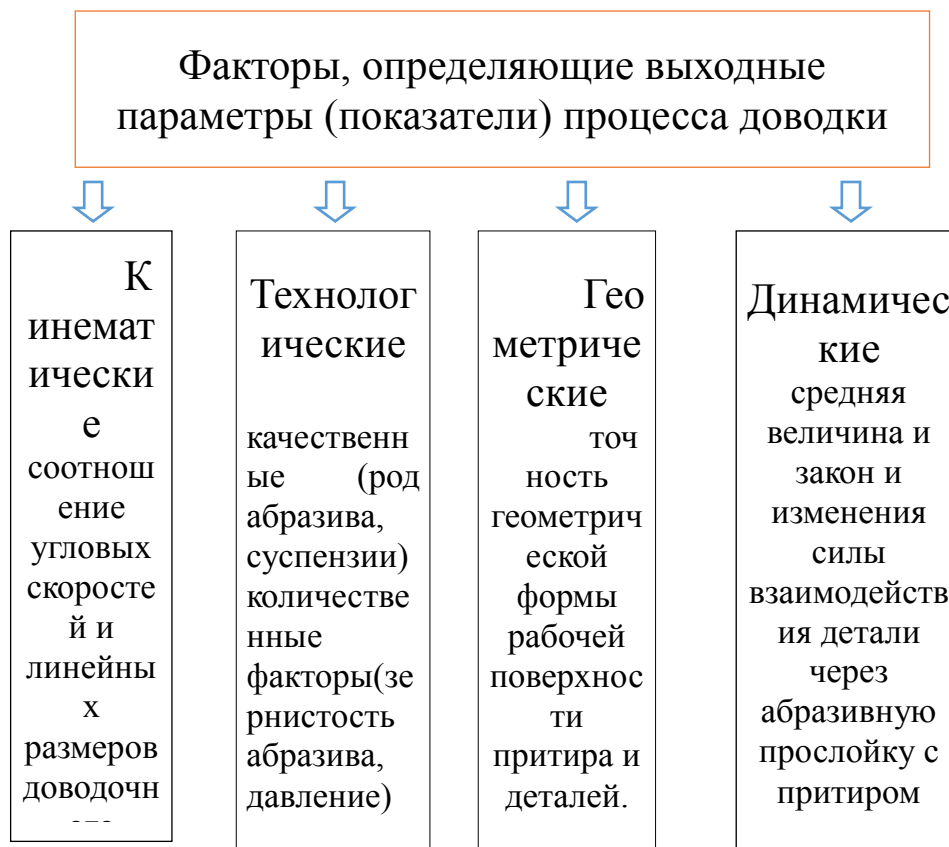 Факторы, определяющие выходные
параметры (показатели) процесса доводки
К
инемат
ически
е
соотнош
ение
угловых
скоросте
й и
линейны
х
размеров
доводочн
Технолог
ические
качественн
ые (род
абразива,
суспензии)
количестве
нные
факторы(зе
рнистость
абразива,
давление)
Гео
метриче
ские
точ
ность
геометрич
еской
формы
рабочей
поверхнос
ти
притира и
деталей.
Динамичес
кие
средняя
величина и
закон и
изменения
силы
взаимодейств
ия детали
через
абразивную
прослойку с
притиром